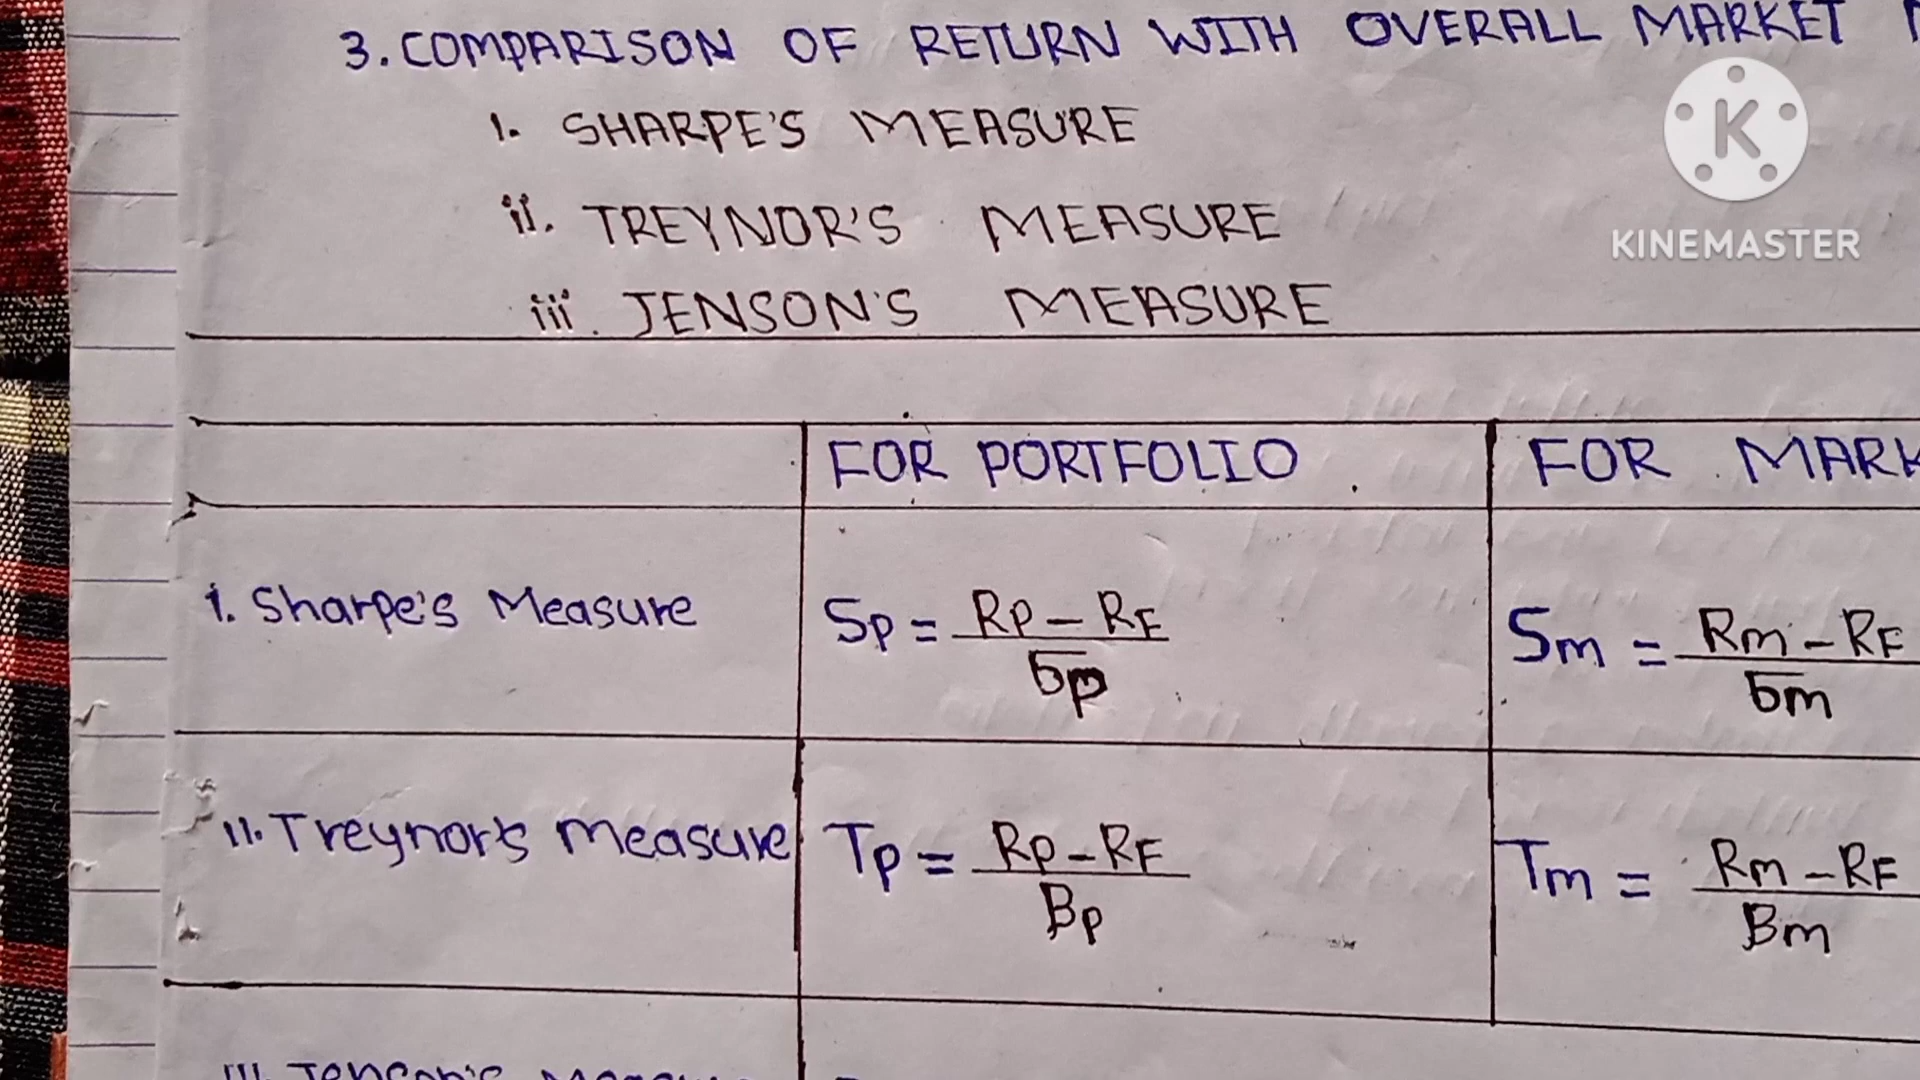 3. COMPARISON OF RETURN WITH OVERALL MARKET
i. SHARPE'S MEASURE
ii. TREYNOR'S MEASURE
iii. JENSON'S MEASURE
K
KINEMASTER
FOR PORTFOLIO FOR MARK
i. Sharpe's Measure Sp = Rp - RF / σp Sm = Rm - RF / σm
ii. Treynor's Measure Tp = Rp - RF / βp Tm = Rm - RF / βm